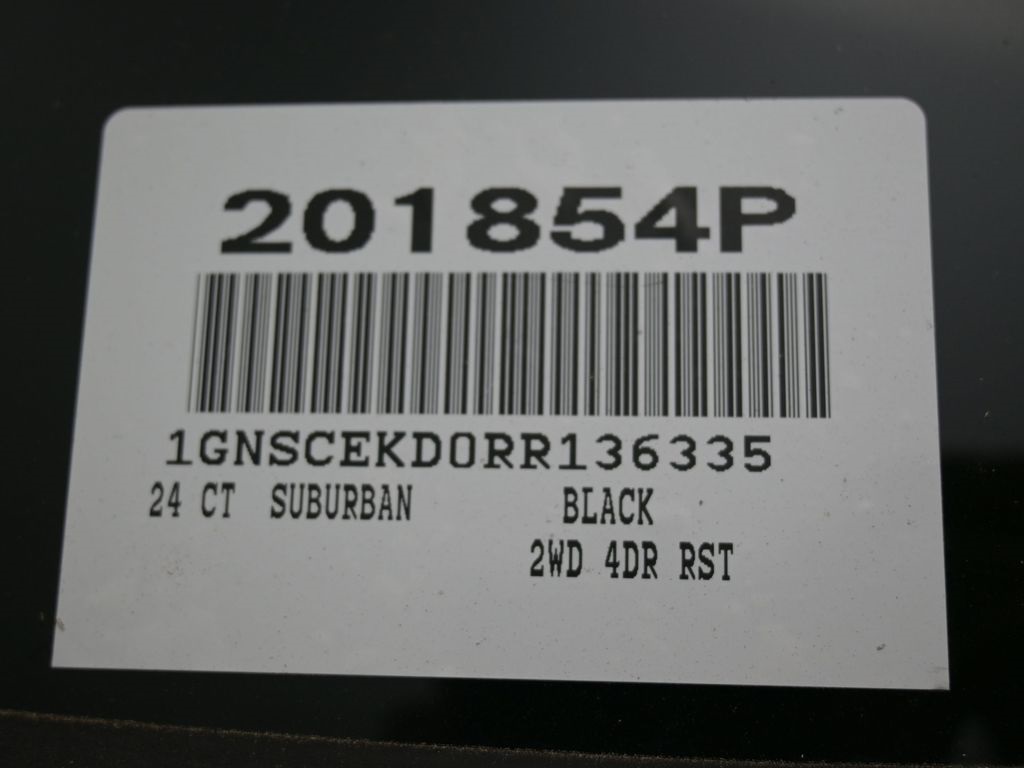 201854P
1GNSCEKD0RR136335
24 CT SUBURBAN BLACK
2WD 4DR RST